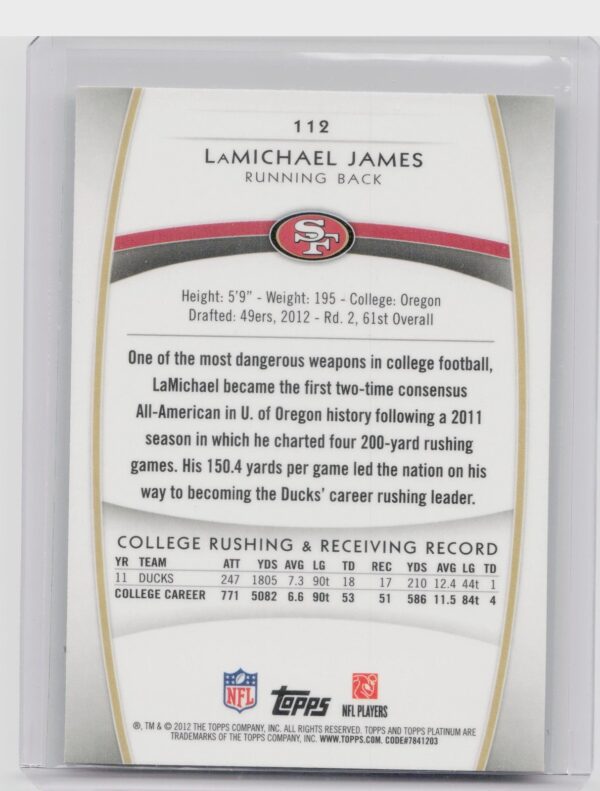 112
LAMICHAEL JAMES
RUNNING BACK
SF
Height: 5'9" - Weight: 195 - College: Oregon
Drafted: 49ers, 2012 - Rd. 2, 61st Overall
One of the most dangerous weapons in college football,
LaMichael became the first two-time consensus
All-American in U. of Oregon history following a 2011
season in which he charted four 200-yard rushing
games. His 150.4 yards per game led the nation on his
way to becoming the Ducks' career rushing leader.
COLLEGE RUSHING & RECEIVING RECORD
YR TEAM ATT YDS AVG LG TD REC YDS AVG LG TD
11 DUCKS 247 1805 7.3 90t 18 17 210 12.4 44t 1
COLLEGE CAREER 771 5082 6.6 90t 53 51 586 11.5 84t 4
NFL topps NFL PLAYERS
®, TM & © 2012 THE TOPPS COMPANY, INC. ALL RIGHTS RESERVED. TOPPS AND TOPPS PLATINUM ARE
TRADEMARKS OF THE TOPPS COMPANY, INC. WWW.TOPPS.COM. CODE#7841203